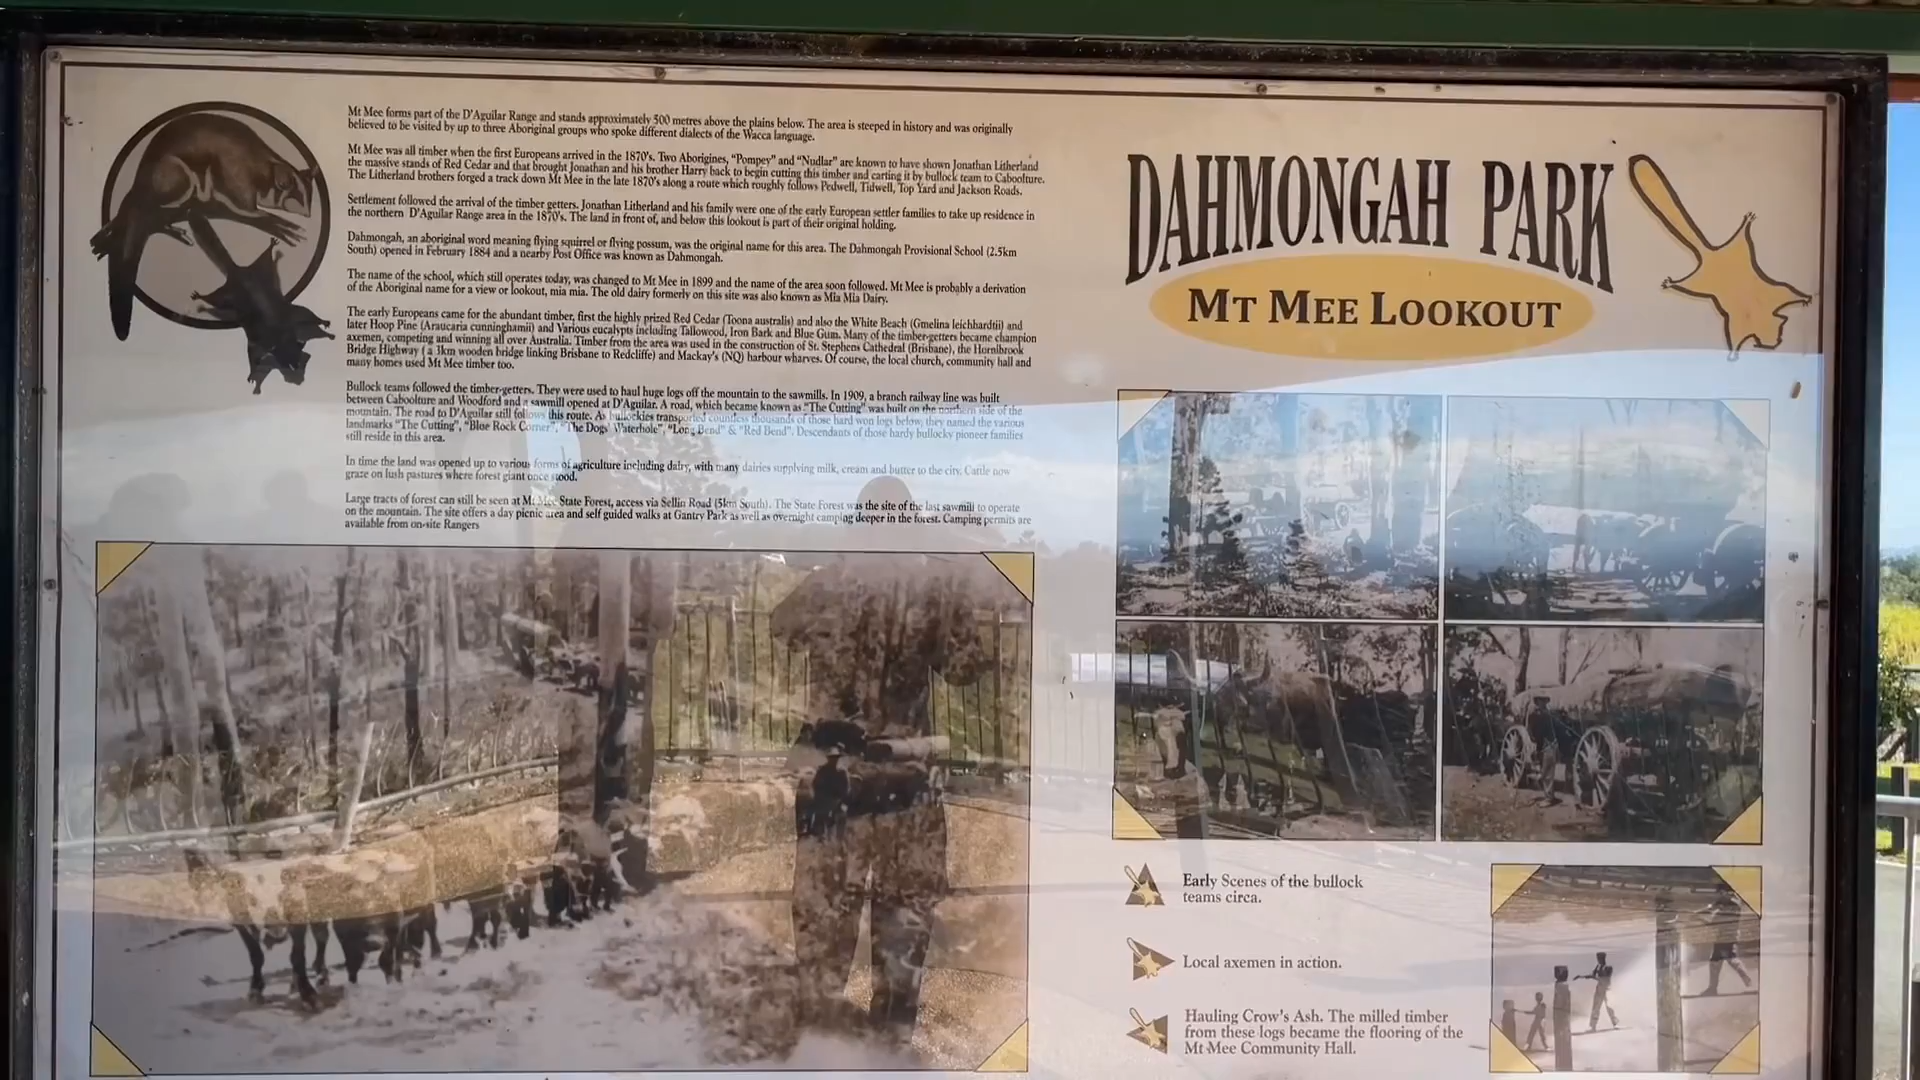 Mt Mee forms part of the D'Aguilar Range and stands approximately 500 metres above the plains below. The area is steeped in history and was originally
believed to be visited by up to three Aboriginal groups who spoke different dialects of the Wacca language.
Mt Mee was all timber when the first Europeans arrived in the 1870's. Two Aborigines, "Pompey" and "Nudlar" are known to have shown Jonathan Litherland
the massive stands of Red Cedar and that brought Jonathan and his brother Harry back to begin cutting this timber and carting it by bullock team to Caboolture.
The Litherland brothers forged a track down Mt Mee in the late 1870's along a route which roughly follows Pedwell, Tidwell, Top Yard and Jackson Roads.
Settlement followed the arrival of the timber getters. Jonathan Litherland and his family were one of the early European settler families to take up residence in
the northern D'Aguilar Range area in the 1870's. The land in front of, and below this lookout is part of their original holding.
Dahmongah, an aboriginal word meaning flying squirrel or flying possum, was the original name for this area. The Dahmongah Provisional School (2.5km
South) opened in February 1884 and a nearby Post Office was known as Dahmongah.
The name of the school, which still operates today, was changed to Mt Mee in 1899 and the name of the area soon followed. Mt Mee is probably a derivation
of the Aboriginal name for a view or lookout, mia mia. The old dairy formerly on this site was also known as Mia Mia Dairy.
The early Europeans came for the abundant timber, first the highly prized Red Cedar (Toona australis) and also the White Beach (Gmelina leichhardtii) and
later Hoop Pine (Araucaria cunninghamii) and Various eucalypts including Tallowood, Iron Bark and Blue Gum. Many of the timber-getters became champion
axemen, competing and winning all over Australia. Timber from the area was used in the construction of St. Stephens Cathedral (Brisbane), the Hornibrook
Bridge Highway ( a 3km wooden bridge linking Brisbane to Redcliffe) and Mackay's (NQ) harbour wharves. Of course, the local church, community hall and
many homes used Mt Mee timber too.
Bullock teams followed the timber-getters. They were used to haul huge logs off the mountain to the sawmills. In 1909, a branch railway line was built
between Caboolture and Woodford and a sawmill opened at D'Aguilar. A road, which became known as "The Cutting" was built on the northern side of the
mountain. The road to D'Aguilar still follows this route. As bullockies transported countless thousands of those hard won logs below, they named the various
landmarks "The Cutting", "Blue Rock Corner", "The Dogs' Waterhole", "Long Bend" & "Red Bend". Descendants of those hardy bullocky pioneer families
still reside in this area.
In time the land was opened up to various forms of agriculture including dairy, with many dairies supplying milk, cream and butter to the city. Cattle now
graze on lush pastures where forest giant once stood.
Large tracts of forest can still be seen at Mt Mee State Forest, access via Sellin Road (5km South). The State Forest was the site of the last sawmill to operate
on the mountain. The site offers a day picnic area and self guided walks at Gantry Park as well as overnight camping deeper in the forest. Camping permits are
available from on-site Rangers
DAHMONGAH PARK
MT MEE LOOKOUT
Early Scenes of the bullock
teams circa.
Local axemen in action.
Hauling Crow's Ash. The milled timber
from these logs became the flooring of the
Mt Mee Community Hall.